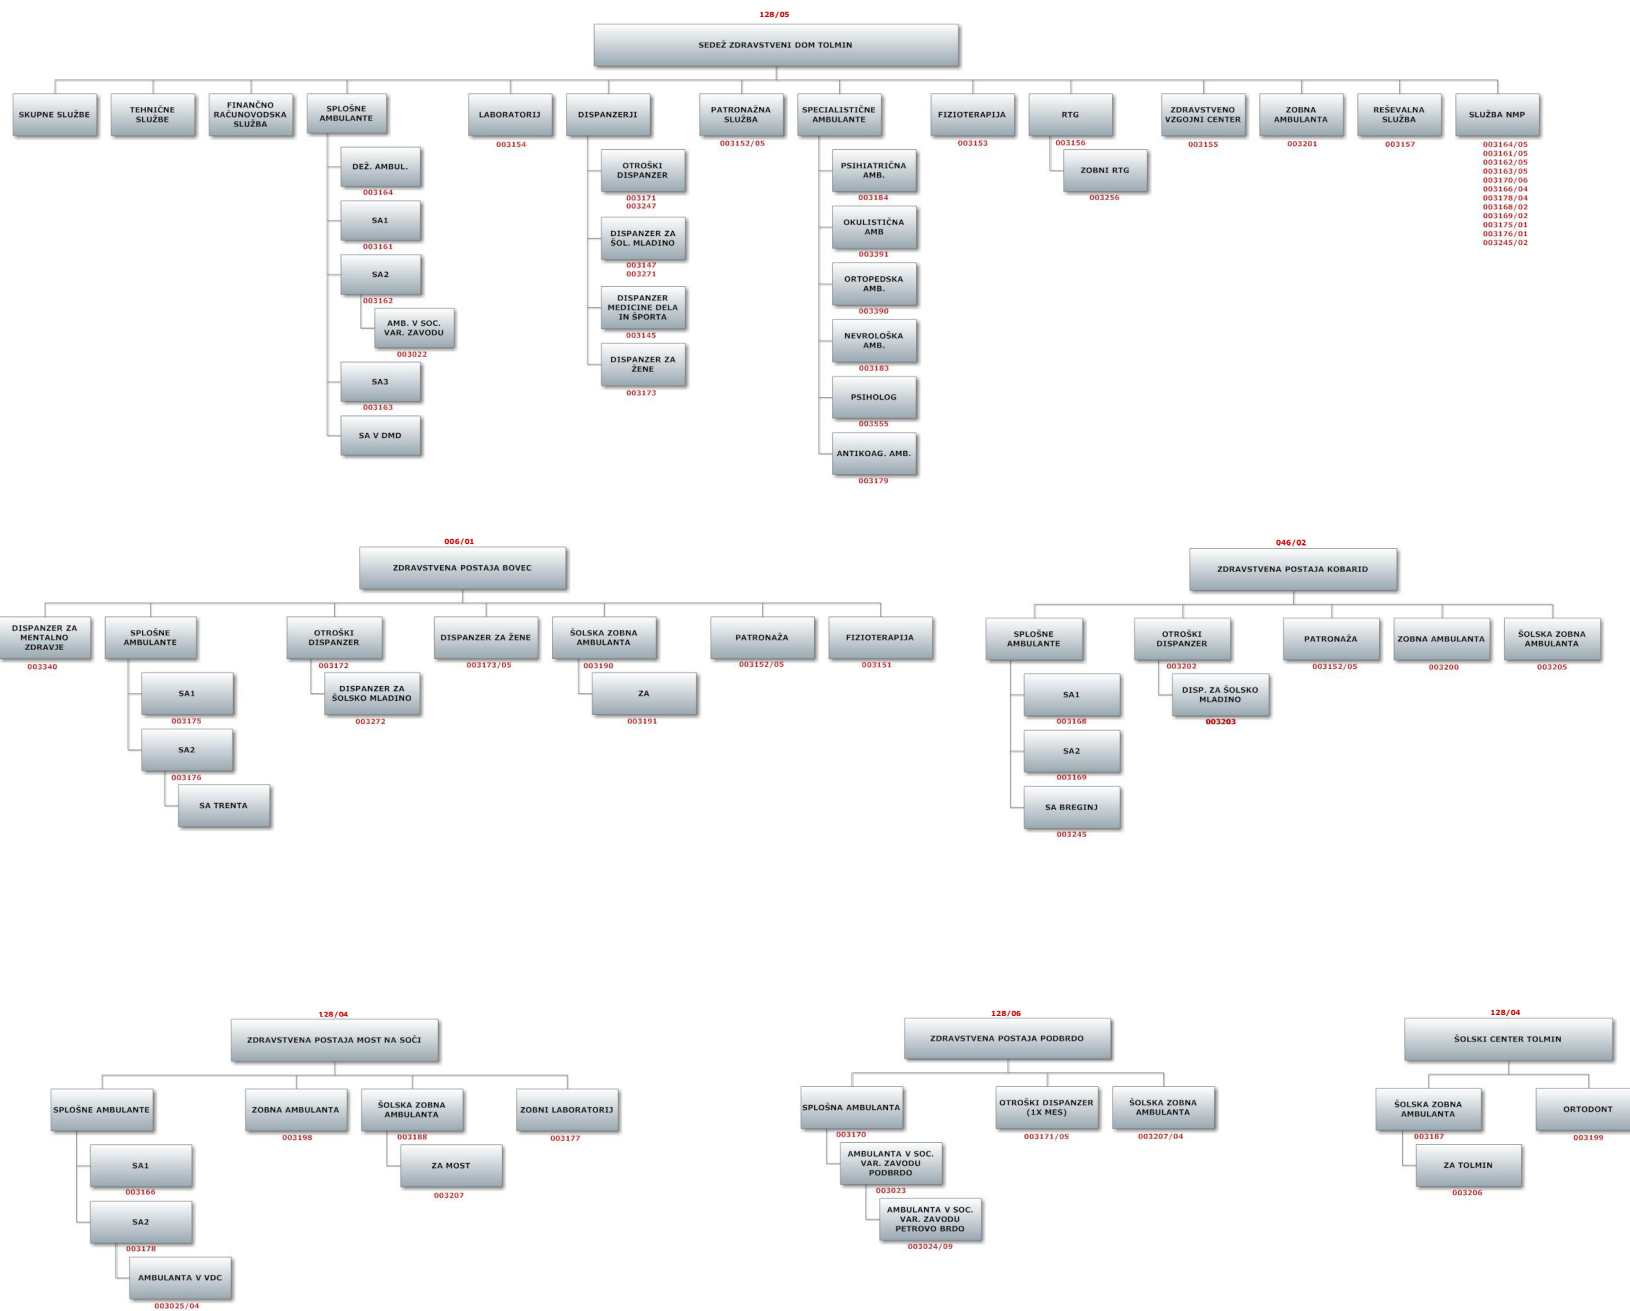 128/05
SEDEŽ ZDRAVSTVENI DOM TOLMIN
SKUPNE SLUŽBE
TEHNIČNE
SLUŽBE
FINANČNO
RAČUNOVODSKA
SLUŽBA
SPLOŠNE
AMBULANTE
DEŽ. AMBUL.
003164
SA1
003161
SA2
003162
AMB. V SOC.
VAR. ZAVODU
003022
SA3
003163
SA V DMD
LABORATORIJ
003154
DISPANZERJI
OTROŠKI
DISPANZER
003171
003247
DISPANZER ZA
ŠOL. MLADINO
003147
003271
DISPANZER
MEDICINE DELA
IN ŠPORTA
003145
DISPANZER ZA
ŽENE
003173
PATRONAŽNA
SLUŽBA
003152/05
SPECIALISTIČNE
AMBULANTE
PSIHIATRIČNA
AMB.
003184
OKULISTIČNA
AMB
003391
ORTOPEDSKA
AMB.
003390
NEVROLOŠKA
AMB.
003183
PSIHOLOG
003555
ANTIKOAG. AMB.
003179
FIZIOTERAPIJA
003153
RTG
003156
ZOBNI RTG
003256
ZDRAVSTVENO
VZGOJNI CENTER
003155
ZOBNA
AMBULANTA
003201
REŠEVALNA
SLUŽBA
003157
SLUŽBA NMP
003164/05
003161/05
003162/05
003163/05
003170/06
003166/04
003178/04
003168/02
003169/02
003175/01
003176/01
003245/02
006/01
ZDRAVSTVENA POSTAJA BOVEC
DISPANZER ZA
MENTALNO
ZDRAVJE
003340
SPLOŠNE
AMBULANTE
SA1
003175
SA2
003176
SA TRENTA
OTROŠKI
DISPANZER
003172
DISPANZER ZA
ŠOLSKO MLADINO
003272
DISPANZER ZA ŽENE
003173/05
ŠOLSKA ZOBNA
AMBULANTA
003190
ZA
003191
PATRONAŽA
003152/05
FIZIOTERAPIJA
003151
046/02
ZDRAVSTVENA POSTAJA KOBARID
SPLOŠNE
AMBULANTE
SA1
003168
SA2
003169
SA BREGINJ
003245
OTROŠKI
DISPANZER
003202
DISP. ZA ŠOLSKO
MLADINO
003203
PATRONAŽA
003152/05
ZOBNA AMBULANTA
003200
ŠOLSKA ZOBNA
AMBULANTA
003205
128/04
ZDRAVSTVENA POSTAJA MOST NA SOČI
SPLOŠNE AMBULANTE
SA1
003166
SA2
003178
AMBULANTA V VDC
003025/04
ZOBNA AMBULANTA
003198
ŠOLSKA ZOBNA
AMBULANTA
003188
ZA MOST
003207
ZOBNI LABORATORIJ
003177
128/06
ZDRAVSTVENA POSTAJA PODBRDO
SPLOŠNA AMBULANTA
003170
AMBULANTA V SOC.
VAR. ZAVODU
PODBRDO
003023
AMBULANTA V SOC.
VAR. ZAVODU
PETROVO BRDO
003024/09
OTROŠKI DISPANZER
(1X MES)
003171/05
ŠOLSKA ZOBNA
AMBULANTA
003207/04
128/04
ŠOLSKI CENTER TOLMIN
ŠOLSKA ZOBNA
AMBULANTA
003187
ZA TOLMIN
003206
ORTODONT
003199